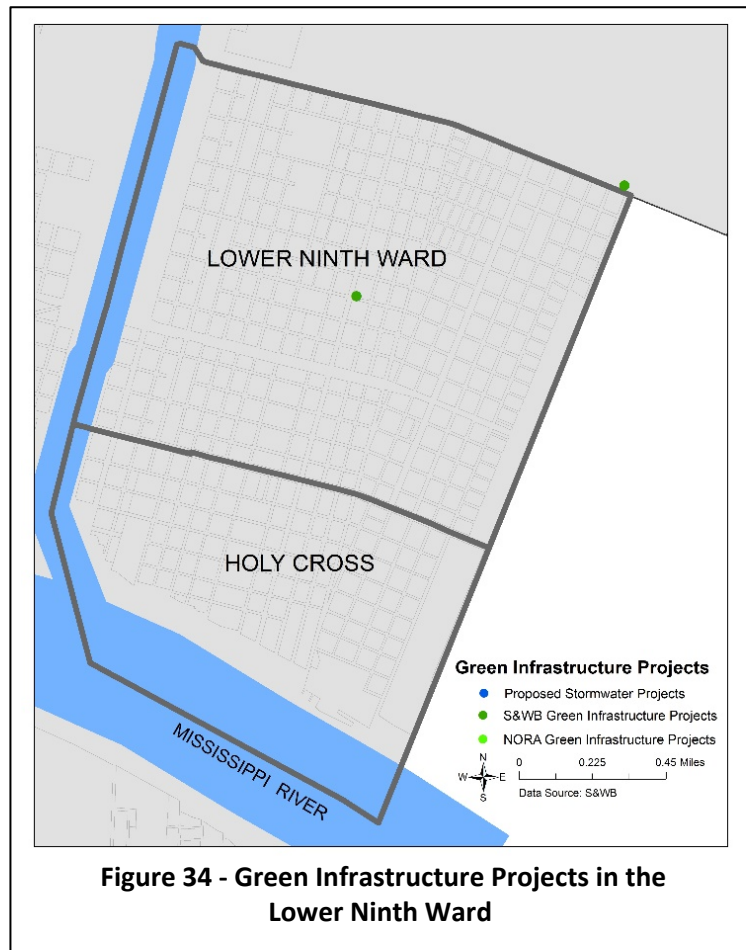 LOWER NINTH WARD
HOLY CROSS
MISSISSIPPI RIVER
Green Infrastructure Projects
Proposed Stormwater Projects
S&WB Green Infrastructure Projects
NORA Green Infrastructure Projects
N
W E
S
0 0.225 0.45 Miles
Data Source: S&WB
Figure 34 - Green Infrastructure Projects in the
Lower Ninth Ward